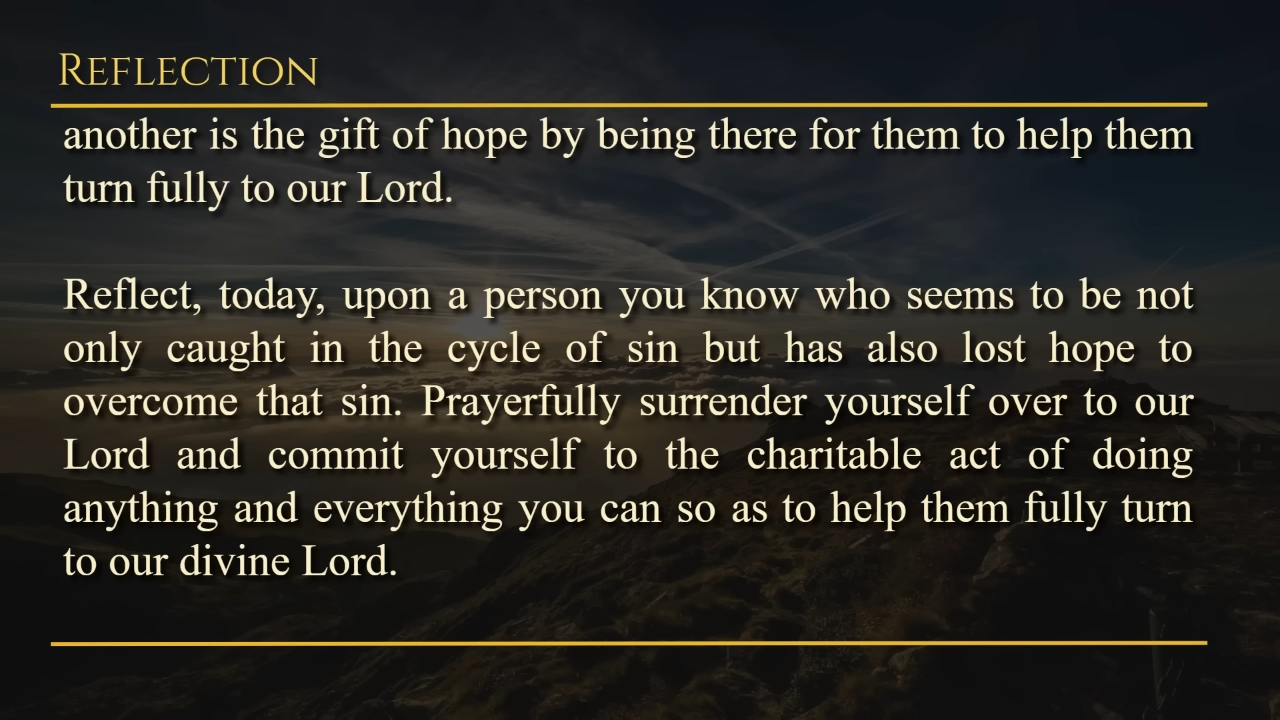 Reflection
another is the gift of hope by being there for them to help them
turn fully to our Lord.
Reflect, today, upon a person you know who seems to be not
only caught in the cycle of sin but has also lost hope to
overcome that sin. Prayerfully surrender yourself over to our
Lord and commit yourself to the charitable act of doing
anything and everything you can so as to help them fully turn
to our divine Lord.